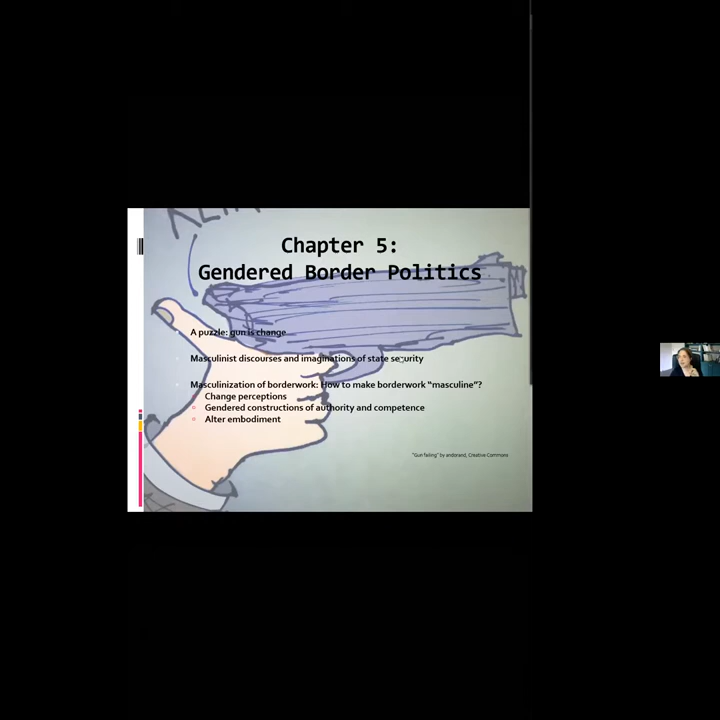 Chapter 5:
Gendered Border Politics
A puzzle: gun is change
Masculinist discourses and imaginations of state security
Masculinization of borderwork: How to make borderwork “masculine”?
Change perceptions
Gendered constructions of authority and competence
Alter embodiment
"Gun failing" by andorand, Creative Commons